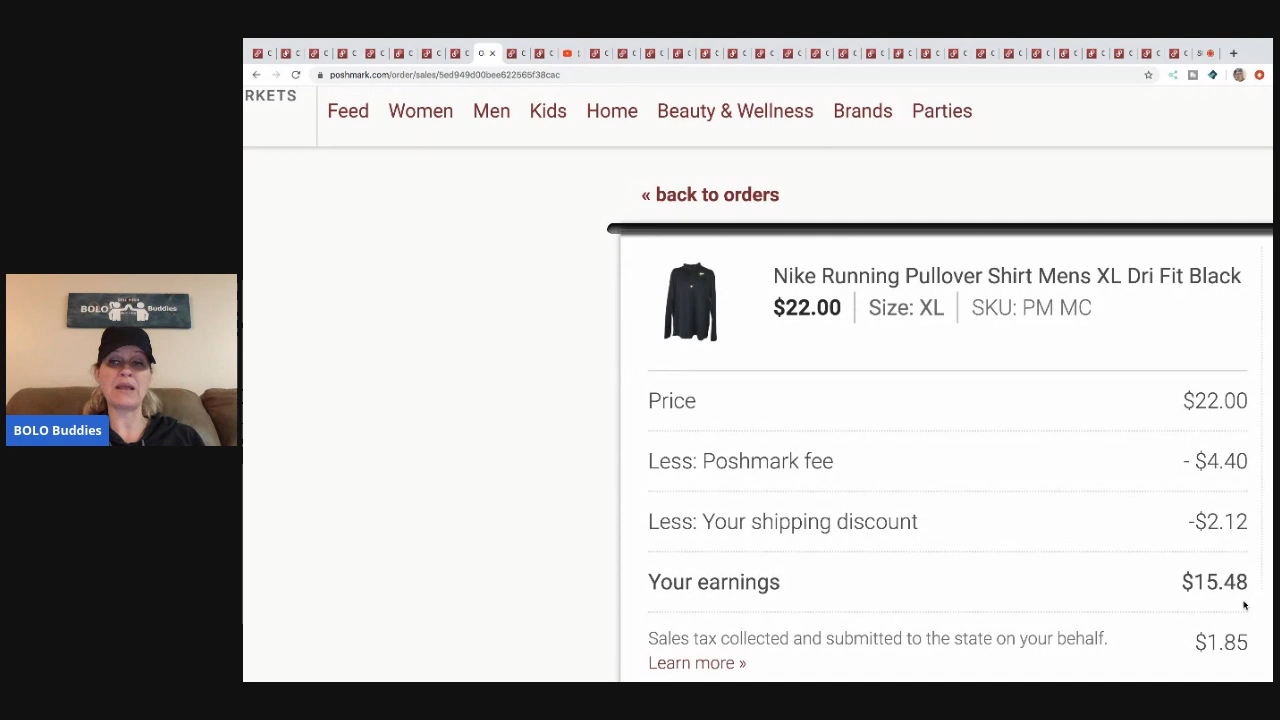 poshmark.com/order/sales/5ed949d00bee622565f38cac
RKETS
Feed Women Men Kids Home Beauty & Wellness Brands Parties
« back to orders
Nike Running Pullover Shirt Mens XL Dri Fit Black
$22.00 Size: XL SKU: PM MC
Price $22.00
Less: Poshmark fee - $4.40
Less: Your shipping discount -$2.12
Your earnings $15.48
Sales tax collected and submitted to the state on your behalf. $1.85
Learn more »
BOLO Buddies
BOLO Buddies